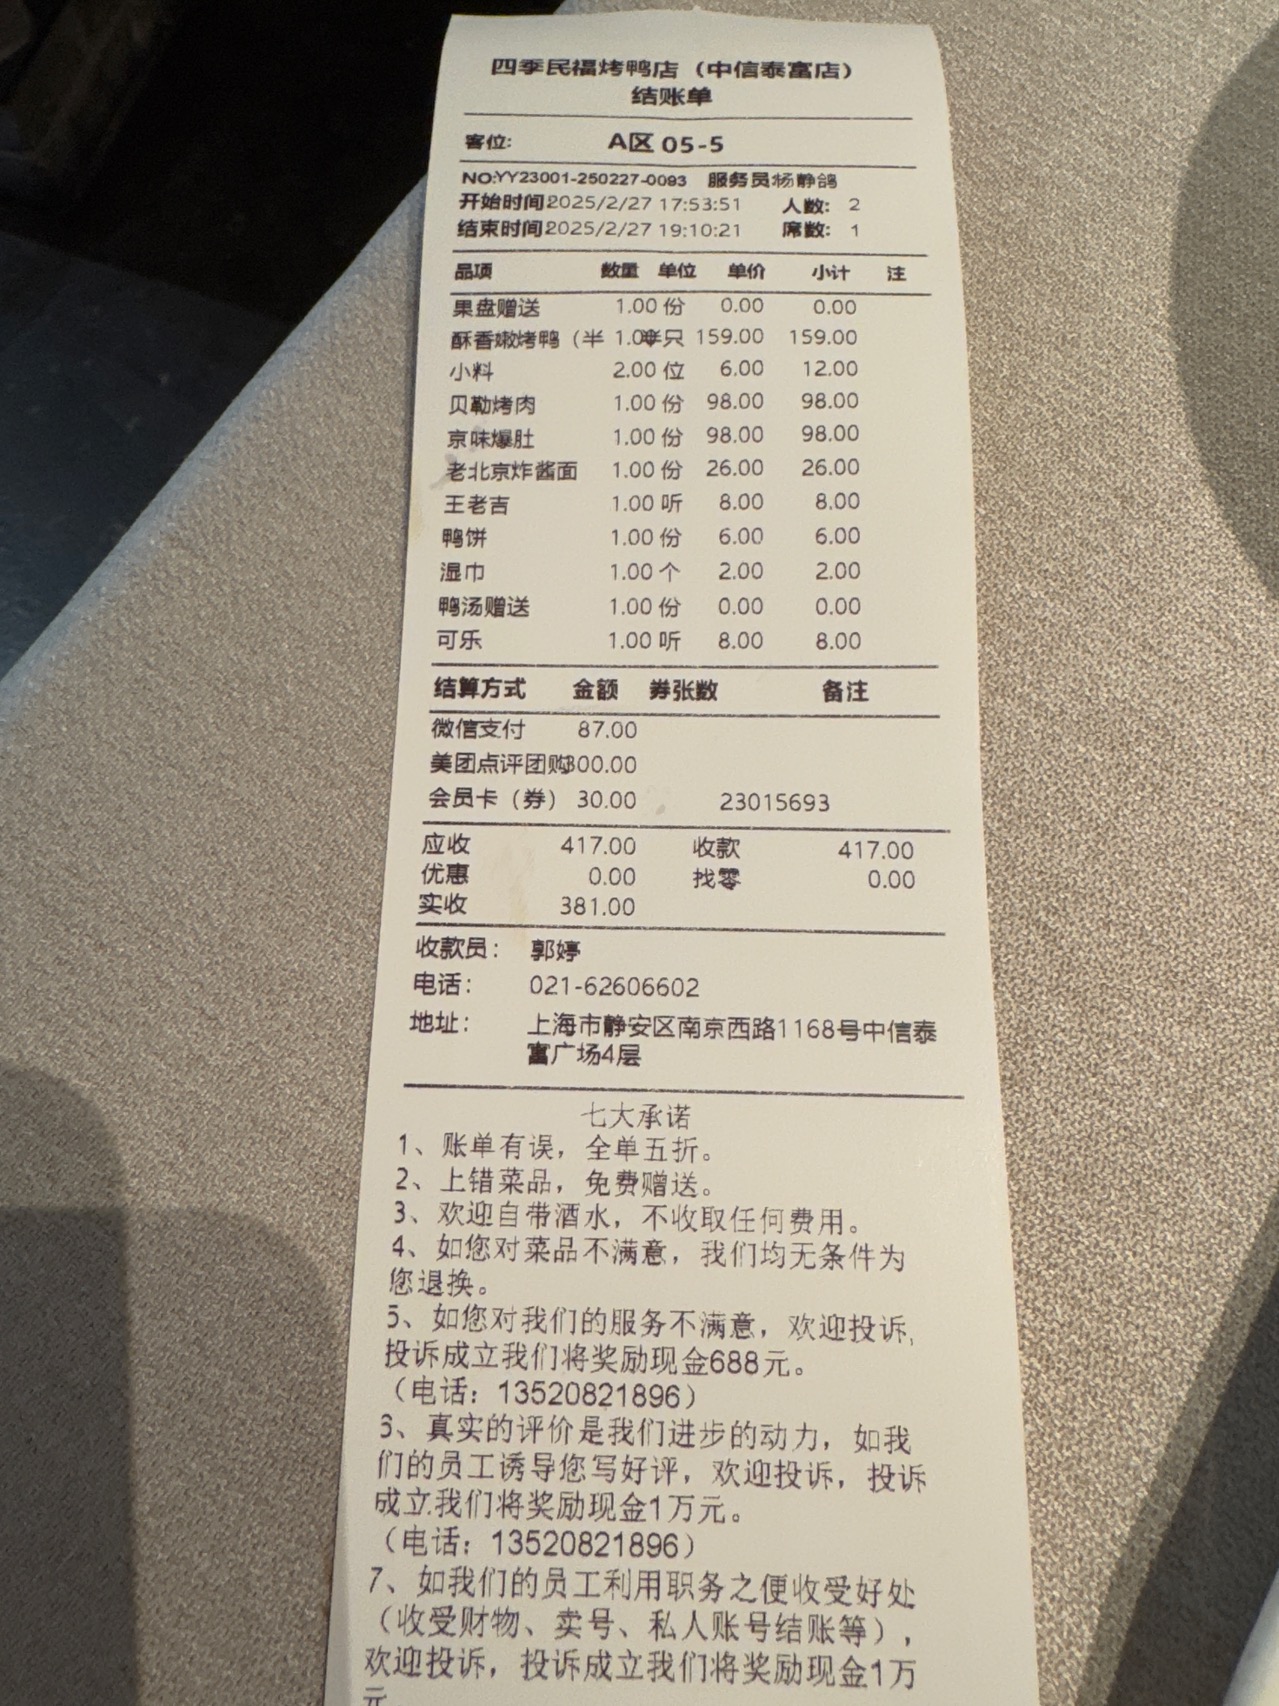 四季民福烤鸭店（中信泰富店）
结账单
客位: A区 05-5
NO:YY23001-250227-0093 服务员:杨静鸽
开始时间2025/2/27 17:53:51 人数: 2
结束时间2025/2/27 19:10:21 席数: 1
品项 数量 单位 单价 小计 注
果盘赠送 1.00 份 0.00 0.00
酥香嫩烤鸭（半 1.00半只 159.00 159.00
小料 2.00 位 6.00 12.00
贝勒烤肉 1.00 份 98.00 98.00
京味爆肚 1.00 份 98.00 98.00
老北京炸酱面 1.00 份 26.00 26.00
王老吉 1.00 听 8.00 8.00
鸭饼 1.00 份 6.00 6.00
湿巾 1.00 个 2.00 2.00
鸭汤赠送 1.00 份 0.00 0.00
可乐 1.00 听 8.00 8.00
结算方式 金额 券张数 备注
微信支付 87.00
美团点评团购300.00
会员卡（券） 30.00 23015693
应收 417.00 收款 417.00
优惠 0.00 找零 0.00
实收 381.00
收款员: 郭婷
电话: 021-62606602
地址: 上海市静安区南京西路1168号中信泰
富广场4层
七大承诺
1、账单有误，全单五折。
2、上错菜品，免费赠送。
3、欢迎自带酒水，不收取任何费用。
4、如您对菜品不满意，我们均无条件为
您退换。
5、如您对我们的服务不满意，欢迎投诉，
投诉成立我们将奖励现金688元。
（电话：13520821896）
6、真实的评价是我们进步的动力，如我
们的员工诱导您写好评，欢迎投诉，投诉
成立我们将奖励现金1万元。
（电话：13520821896）
7、如我们的员工利用职务之便收受好处
（收受财物、卖号、私人账号结账等），
欢迎投诉，投诉成立我们将奖励现金1万
元